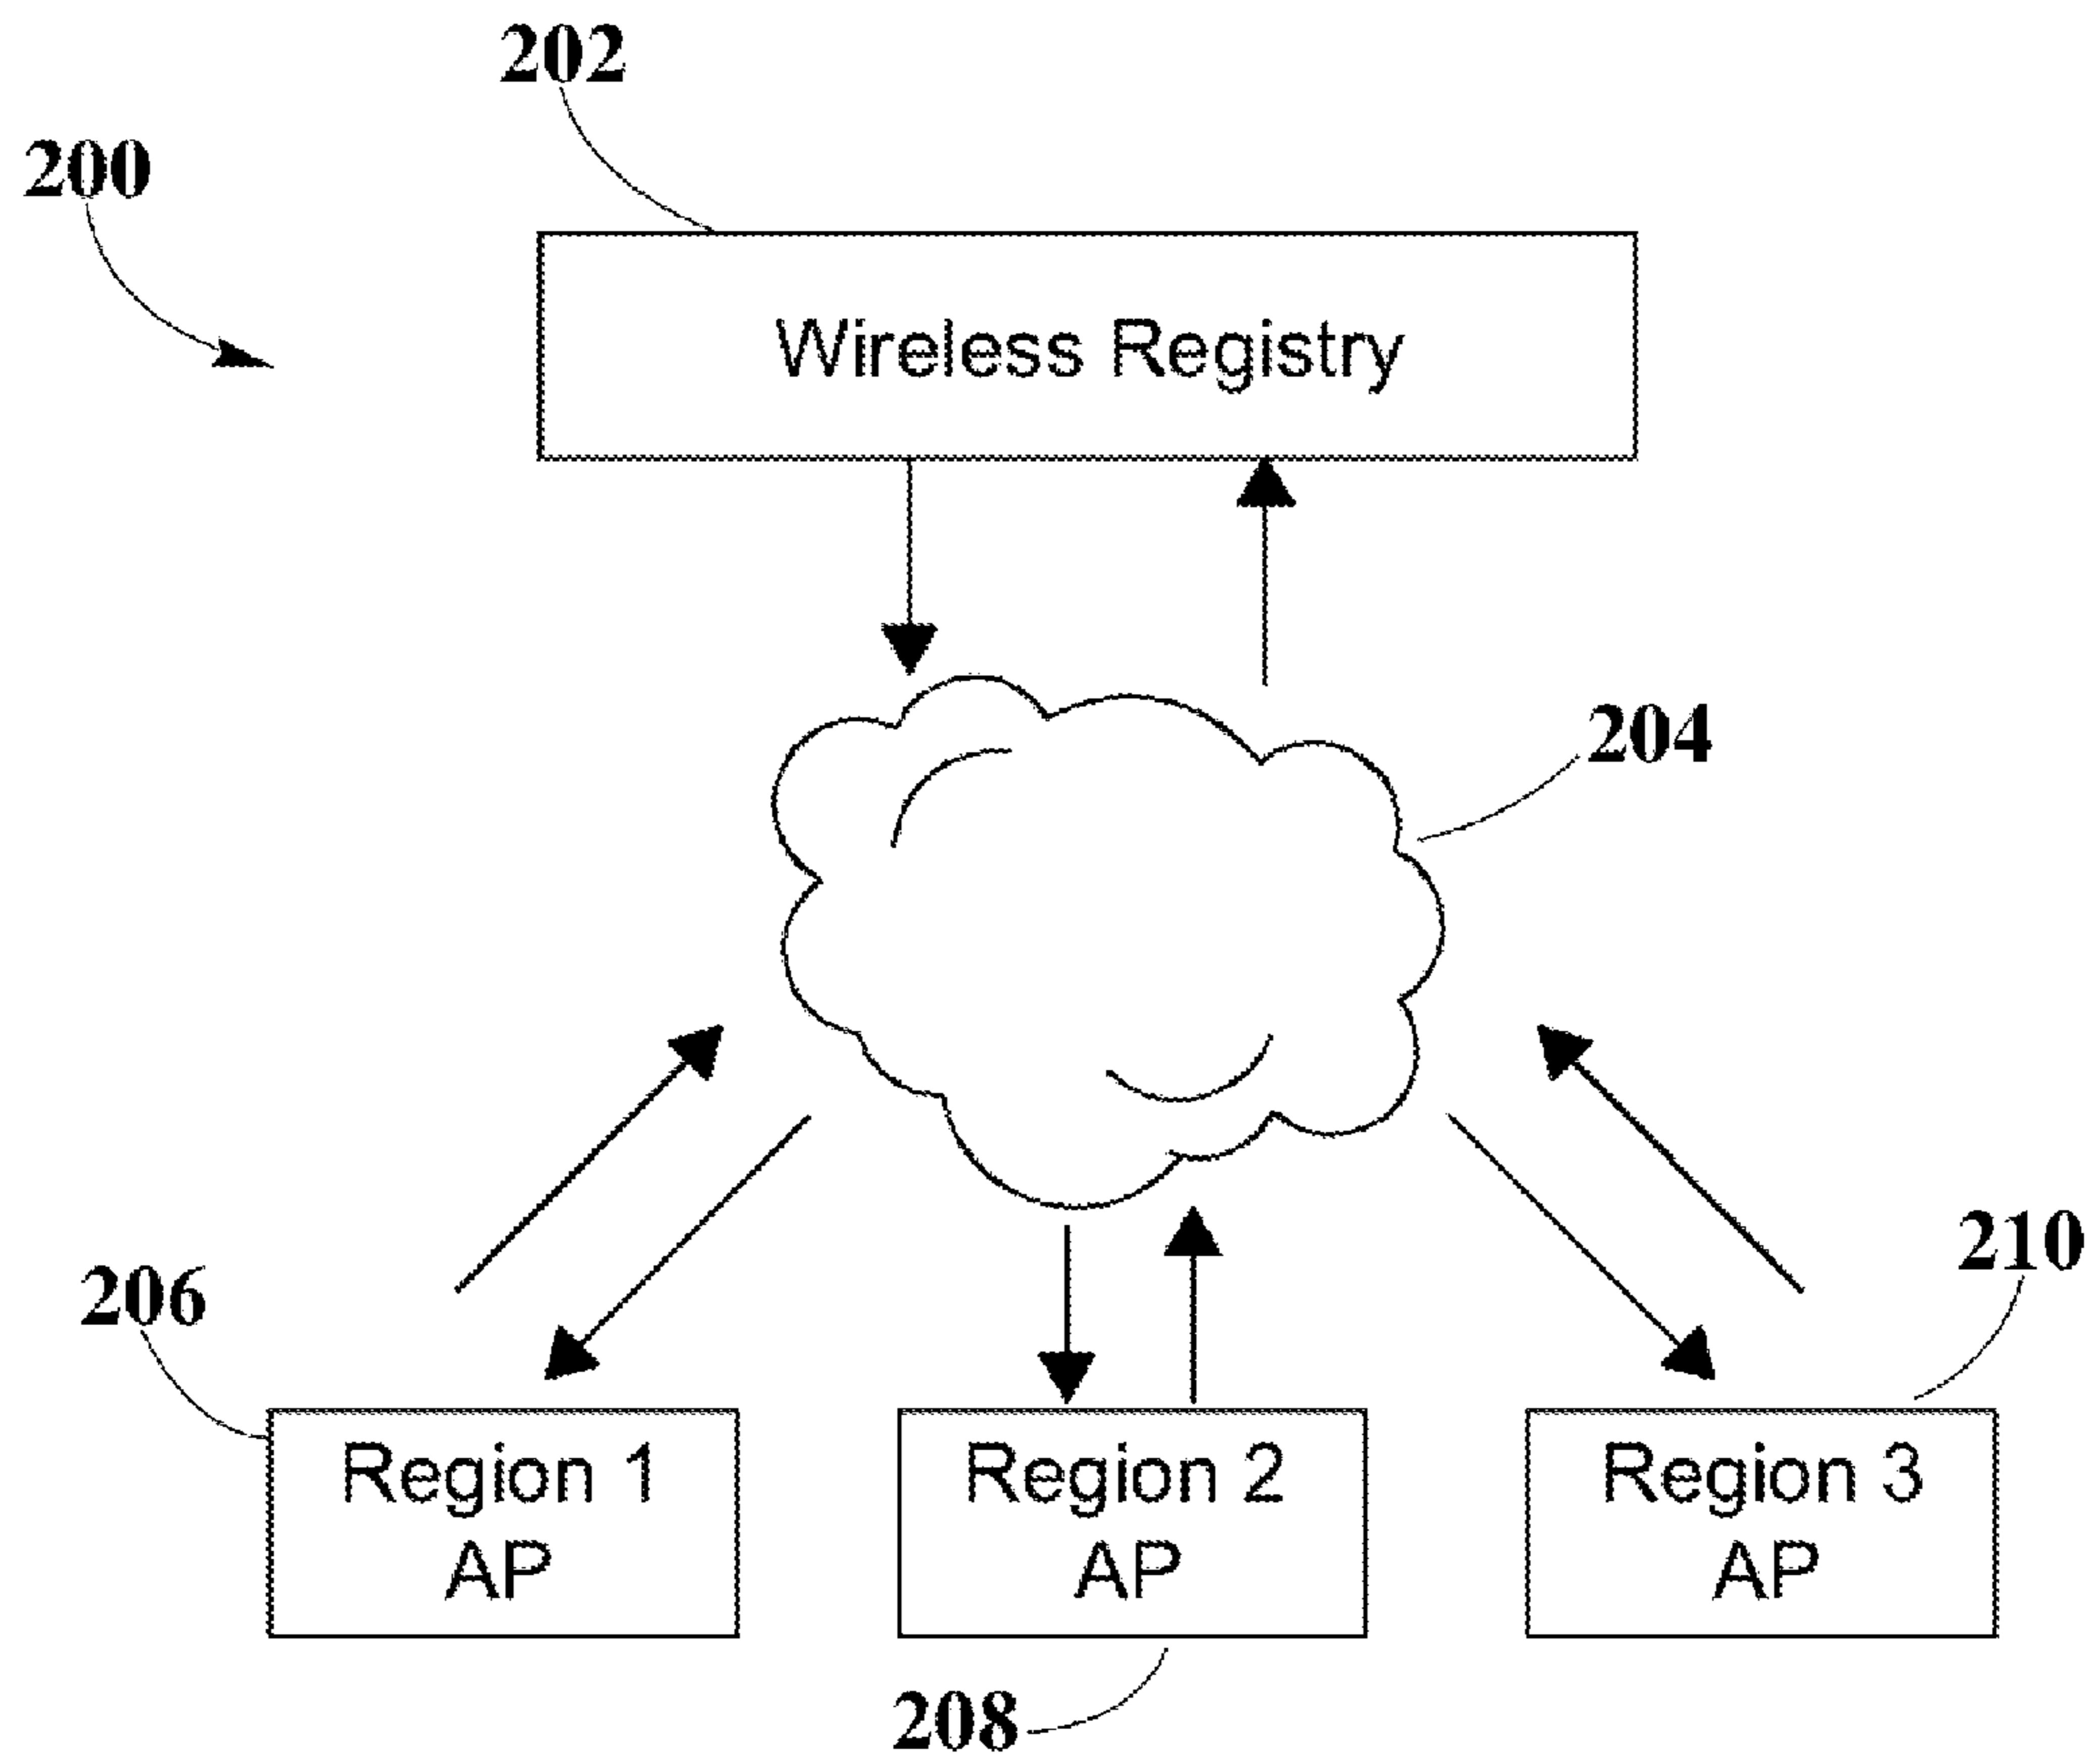 202
200
Wireless Registry
204
210
206
Region 1
AP
Region 2
AP
Region 3
AP
208